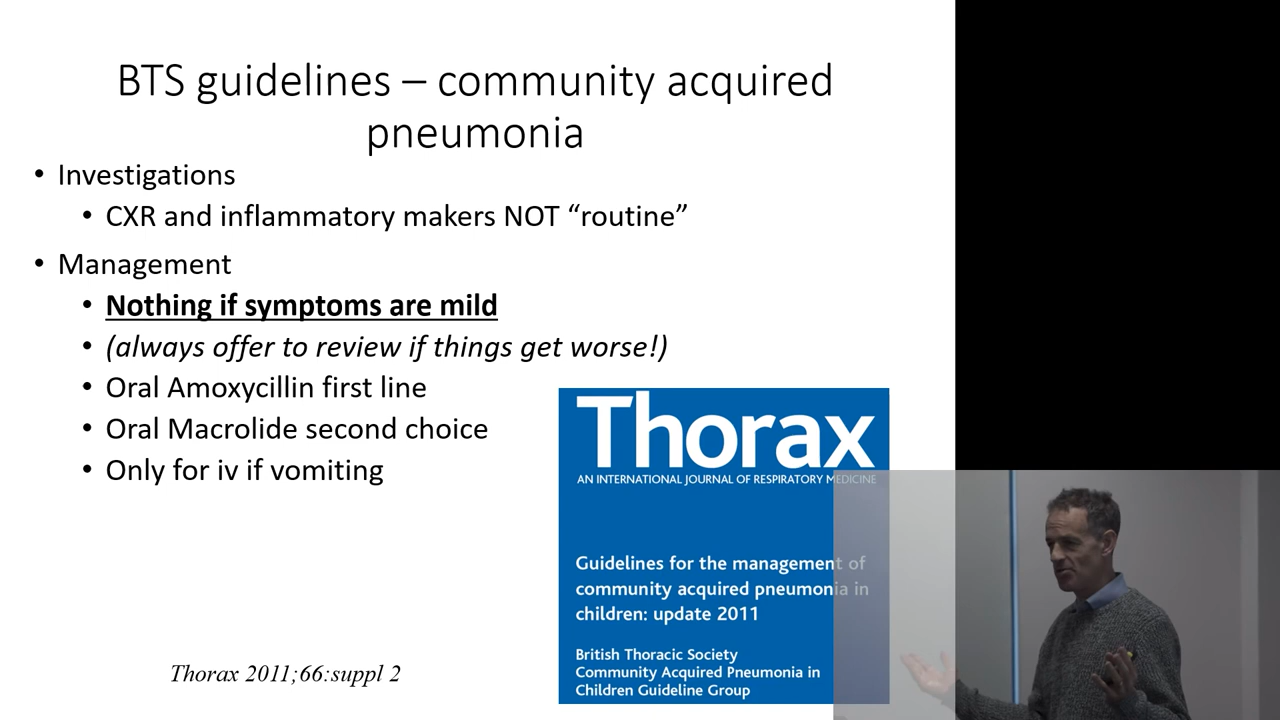 BTS guidelines – community acquired
pneumonia
• Investigations
• CXR and inflammatory makers NOT “routine”
• Management
• Nothing if symptoms are mild
• (always offer to review if things get worse!)
• Oral Amoxycillin first line
• Oral Macrolide second choice
• Only for iv if vomiting
Thorax
AN INTERNATIONAL JOURNAL OF RESPIRATORY MEDICINE
Guidelines for the management of
community acquired pneumonia in
children: update 2011
British Thoracic Society
Community Acquired Pneumonia in
Children Guideline Group
Thorax 2011;66:suppl 2